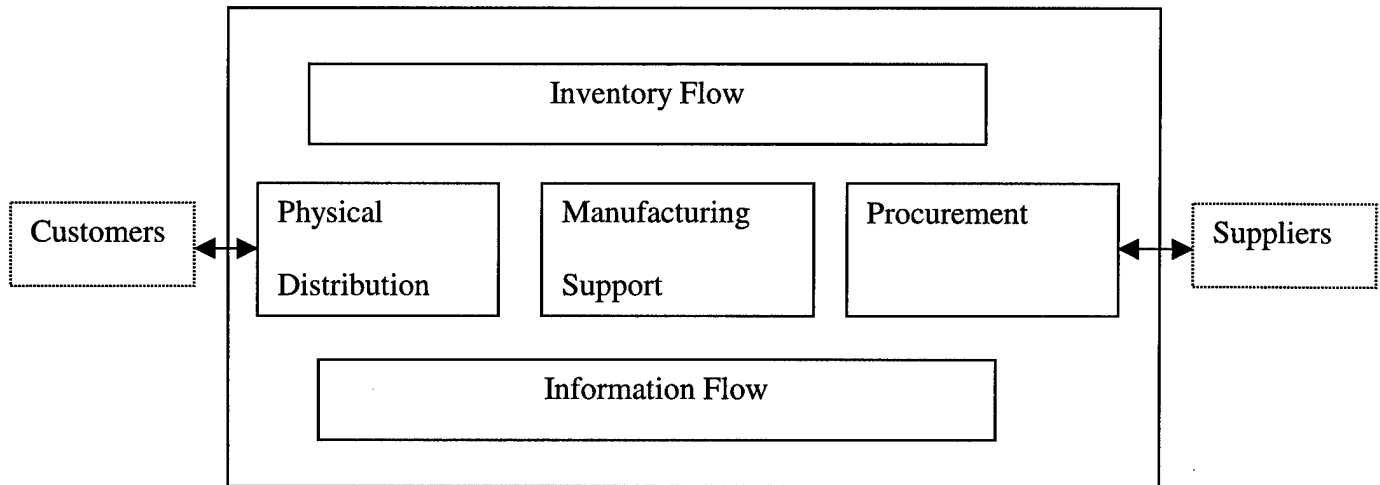 Inventory Flow
Customers
Physical
Distribution
Manufacturing
Support
Procurement
Suppliers
Information Flow